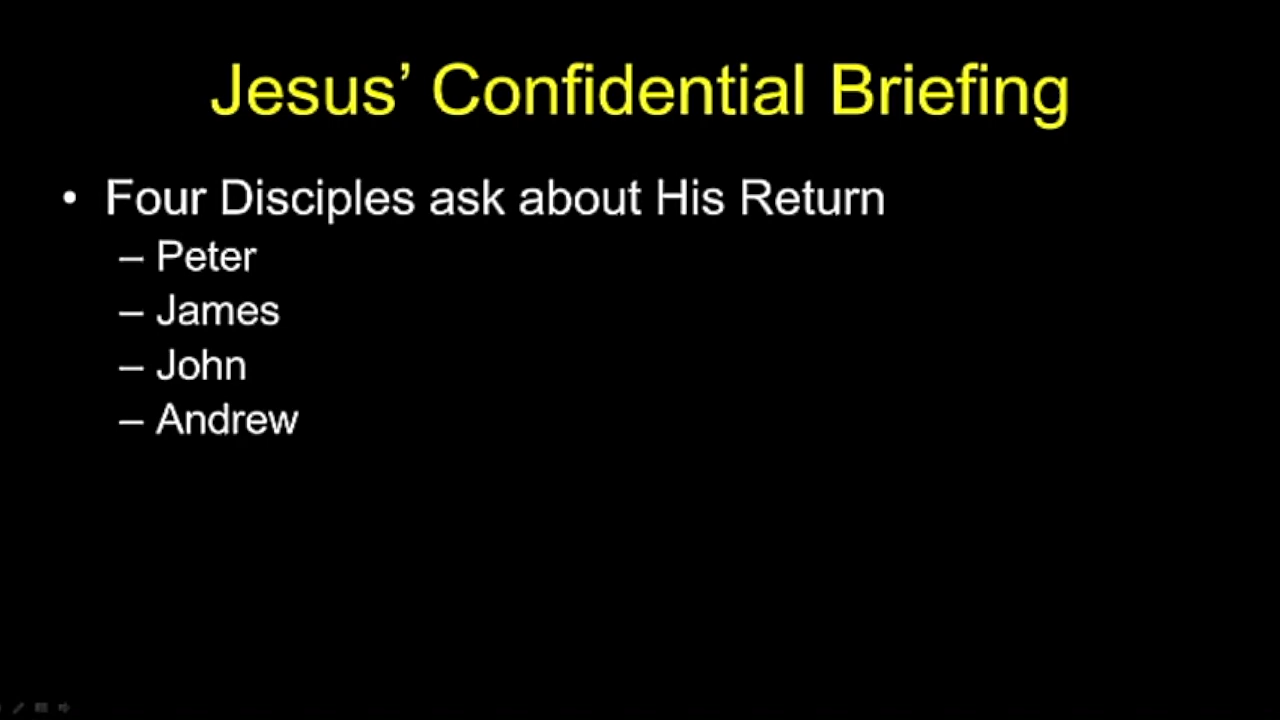 Jesus’ Confidential Briefing
• Four Disciples ask about His Return
– Peter
– James
– John
– Andrew